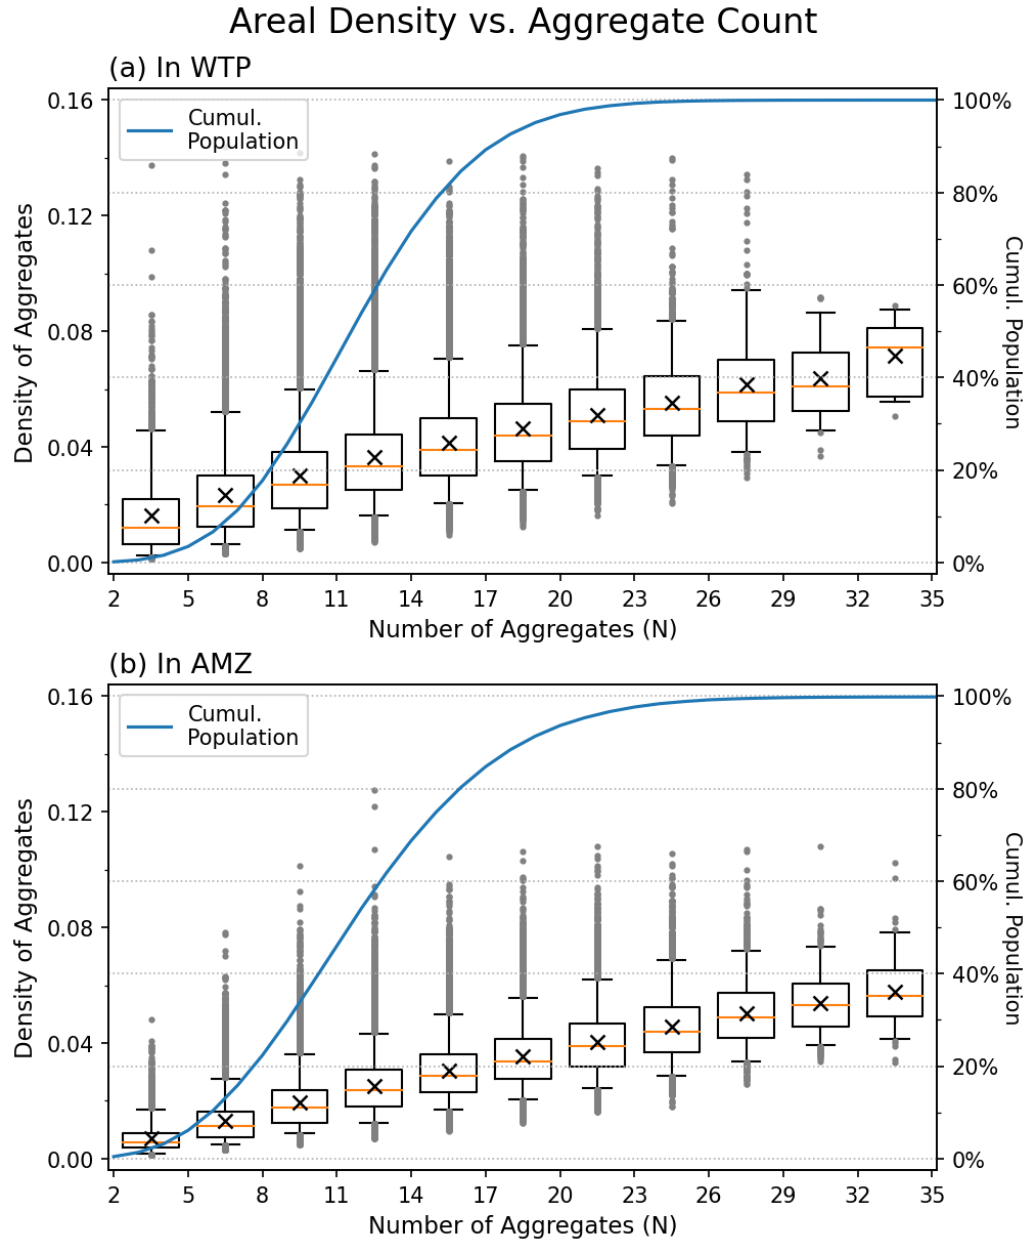 Areal Density vs. Aggregate Count
(a) In WTP
Cumul.
Population
Density of Aggregates
0.16
0.12
0.08
0.04
0.00
100%
80%
60%
40%
20%
0%
Cumul. Population
2 5 8 11 14 17 20 23 26 29 32 35
Number of Aggregates (N)
(b) In AMZ
Cumul.
Population
Density of Aggregates
0.16
0.12
0.08
0.04
0.00
100%
80%
60%
40%
20%
0%
Cumul. Population
2 5 8 11 14 17 20 23 26 29 32 35
Number of Aggregates (N)